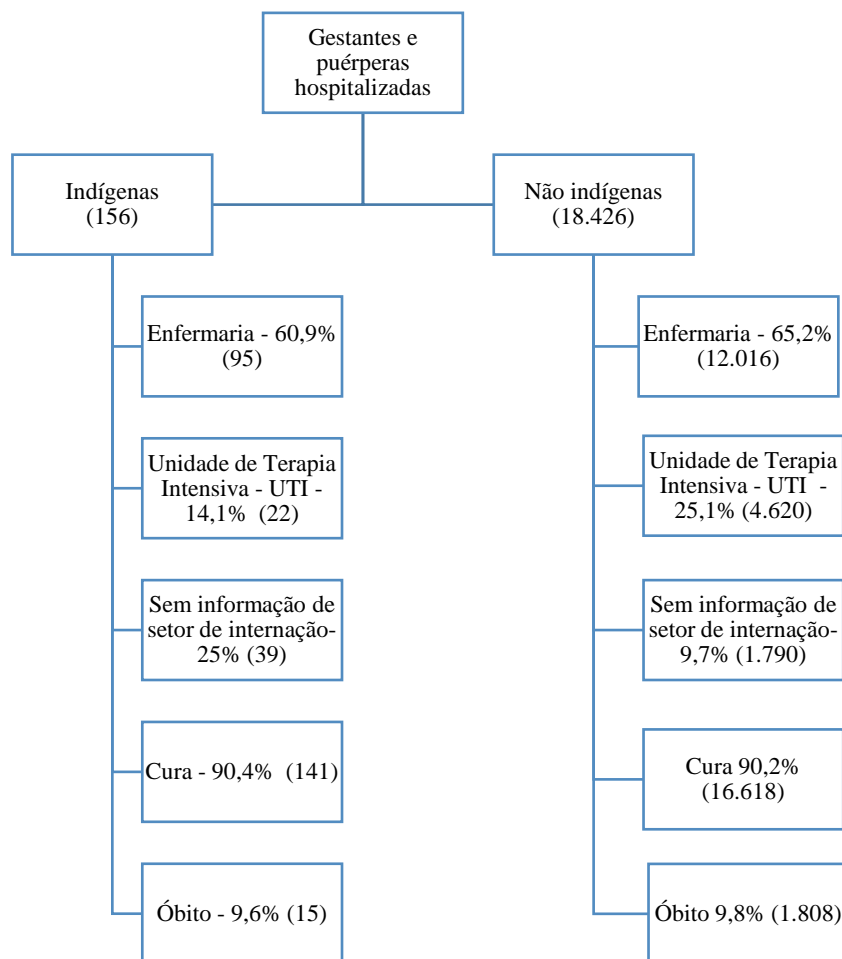 Gestantes e
puérperas
hospitalizadas
Indígenas
(156)
Não indígenas
(18.426)
Enfermaria - 60,9%
(95)
Unidade de Terapia
Intensiva - UTI -
14,1% (22)
Sem informação de
setor de internação-
25% (39)
Cura - 90,4% (141)
Óbito - 9,6% (15)
Enfermaria - 65,2%
(12.016)
Unidade de Terapia
Intensiva - UTI -
25,1% (4.620)
Sem informação de
setor de internação-
9,7% (1.790)
Cura 90,2%
(16.618)
Óbito 9,8% (1.808)